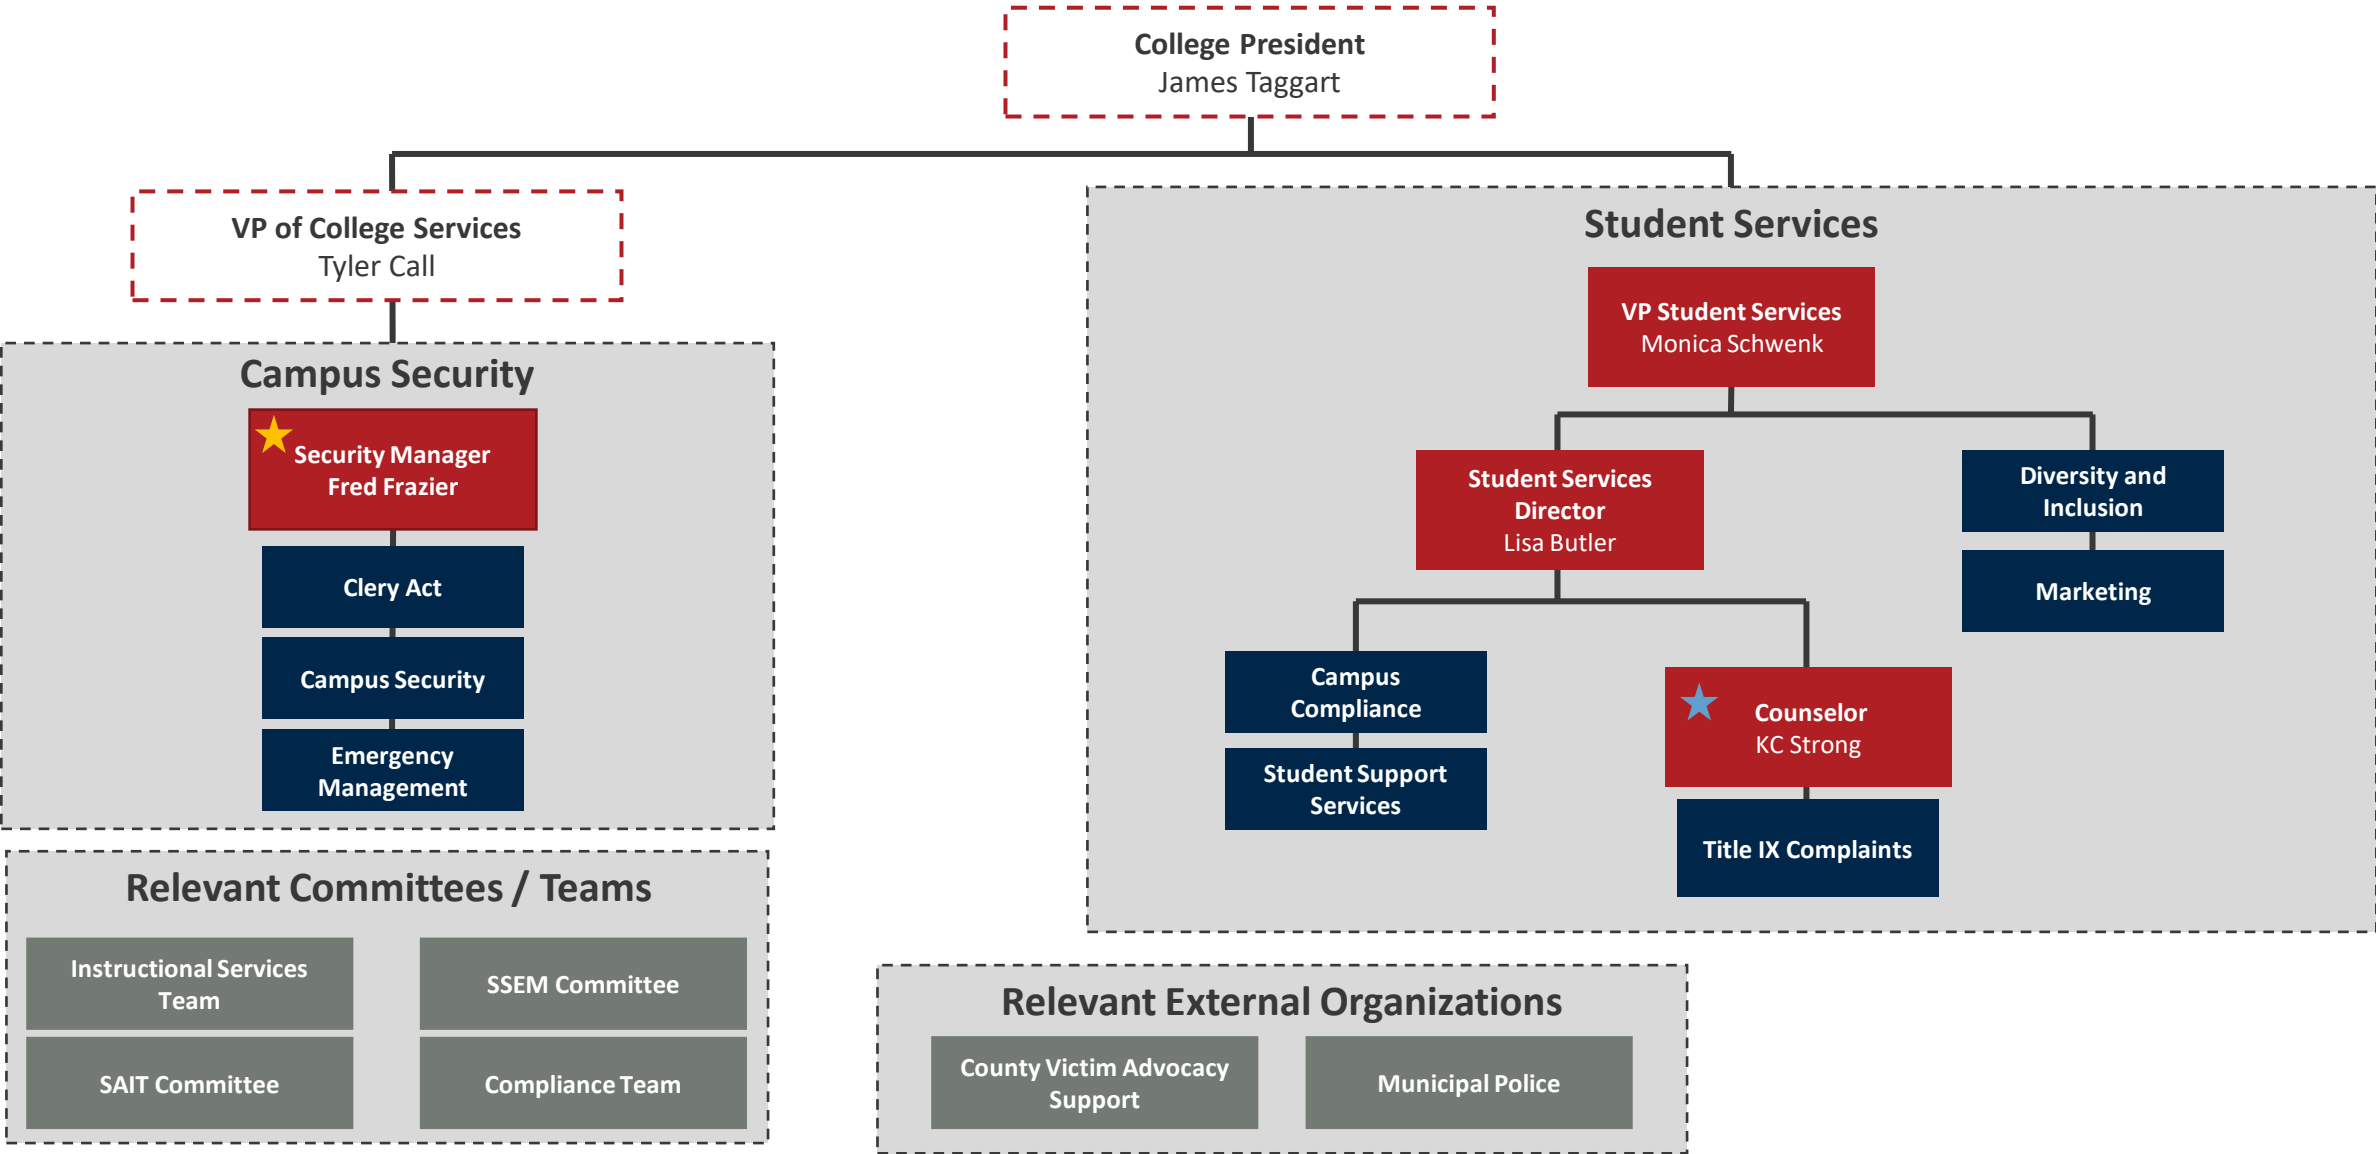 College President
James Taggart
VP of College Services
Tyler Call
Campus Security
Security Manager
Fred Frazier
Clery Act
Campus Security
Emergency
Management
Student Services
VP Student Services
Monica Schwenk
Student Services
Director
Lisa Butler
Diversity and
Inclusion
Marketing
Campus
Compliance
Student Support
Services
Counselor
KC Strong
Title IX Complaints
Relevant Committees / Teams
Instructional Services
Team
SSEM Committee
SAIT Committee
Compliance Team
Relevant External Organizations
County Victim Advocacy
Support
Municipal Police